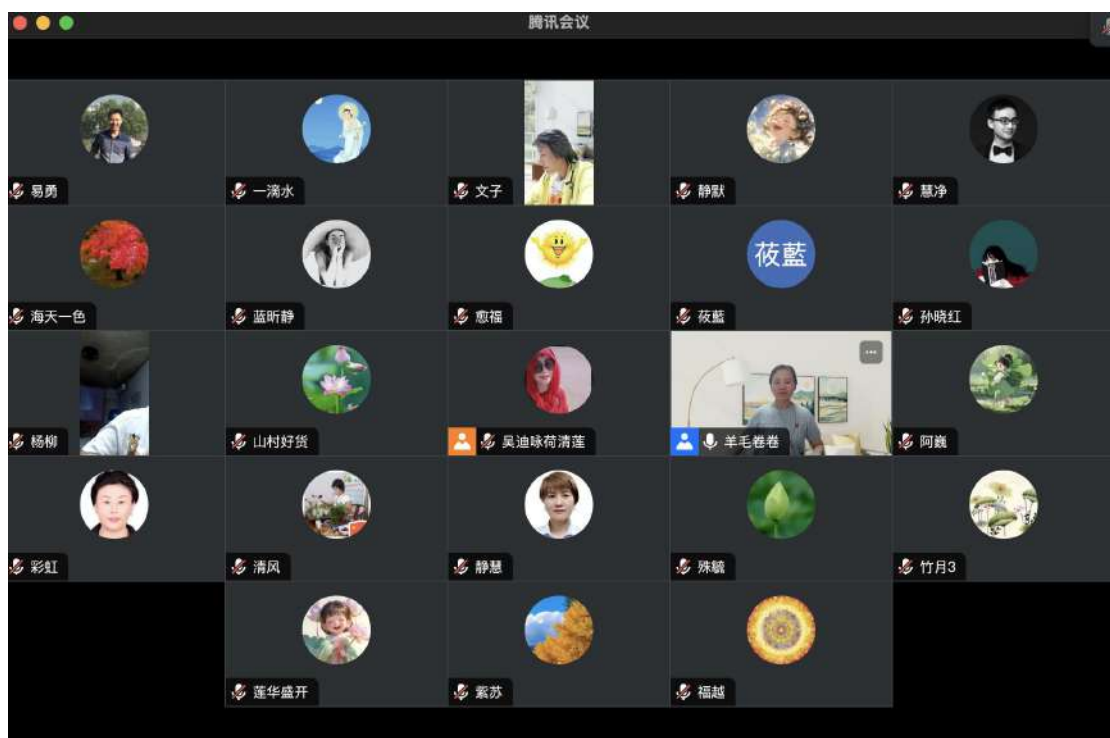 腾讯会议
易勇
一滴水
文子
静默
慧净
海天一色
蓝昕静
愈福
莜藍
莜藍
孙晓红
杨柳
山村好货
吴迪咏荷清莲
羊毛卷卷
阿巍
彩虹
清风
静慧
殊毓
竹月3
莲华盛开
紫苏
福越